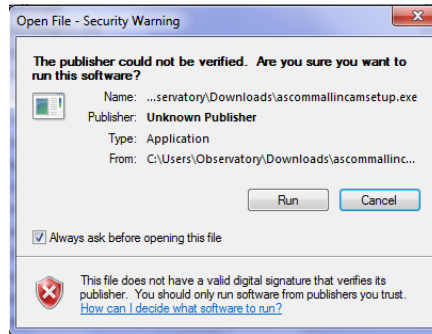 Open File - Security Warning
The publisher could not be verified.  Are you sure you want to
run this software?
Name: ...servatory\Downloads\ascommallincamsetup.exe
Publisher: Unknown Publisher
Type: Application
From: C:\Users\Observatory\Downloads\ascommallinc...
Run Cancel
Always ask before opening this file
This file does not have a valid digital signature that verifies its
publisher.  You should only run software from publishers you trust.
How can I decide what software to run?